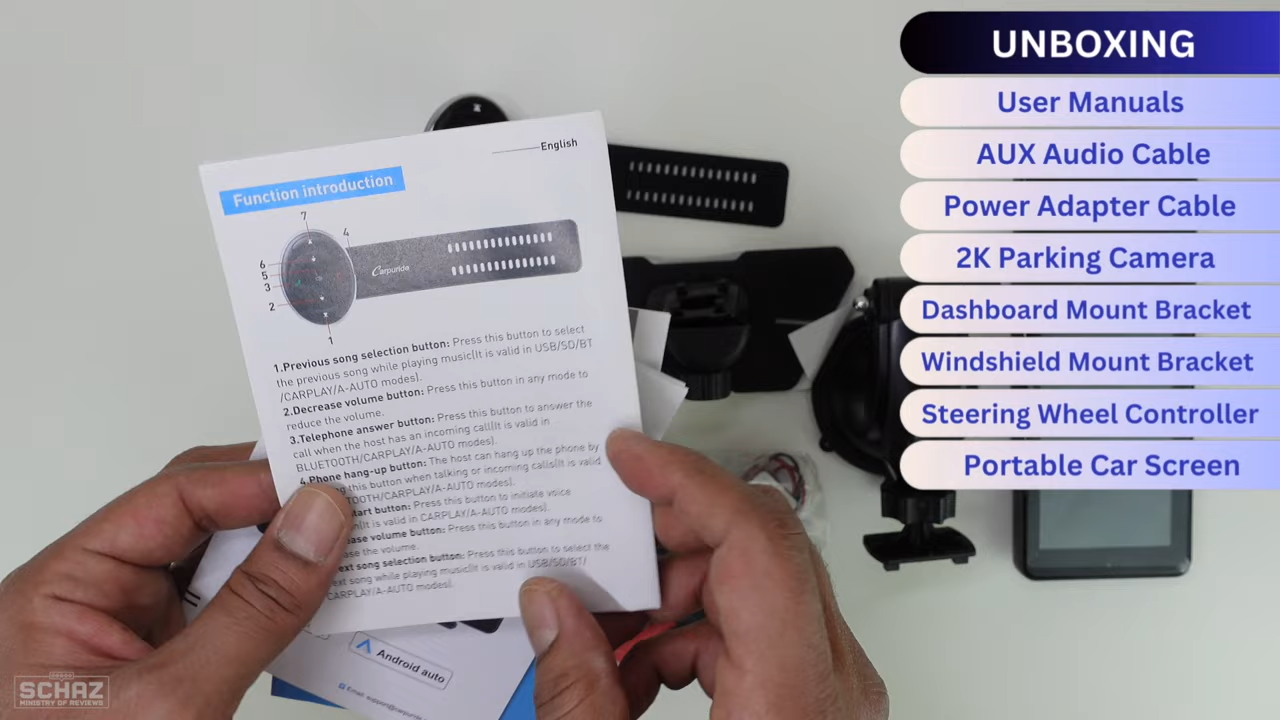 UNBOXING
User Manuals
AUX Audio Cable
Power Adapter Cable
2K Parking Camera
Dashboard Mount Bracket
Windshield Mount Bracket
Steering Wheel Controller
Portable Car Screen
English
Function introduction
7
4
6
5
3
2
1
Carpuride
1.Previous song selection button: Press this button to select
the previous song while playing music(It is valid in USB/SD/BT
/CARPLAY/A-AUTO modes).
2.Decrease volume button: Press this button in any mode to
reduce the volume.
3.Telephone answer button: Press this button to answer the
call when the host has an incoming call(It is valid in
BLUETOOTH/CARPLAY/A-AUTO modes).
4.Phone hang-up button: The host can hang up the phone by
this button when talking or incoming calls(It is valid
CARPLAY/A-AUTO modes).
button: Press this button to initiate voice
is valid in CARPLAY/A-AUTO modes).
volume button: Press this button in any mode to
the volume.
song selection button: Press this button to select the
song while playing music(It is valid in USB/SD/BT/
CARPLAY/A-AUTO modes).
Android auto
Email:
SCHAZ
MINISTRY OF REVIEWS